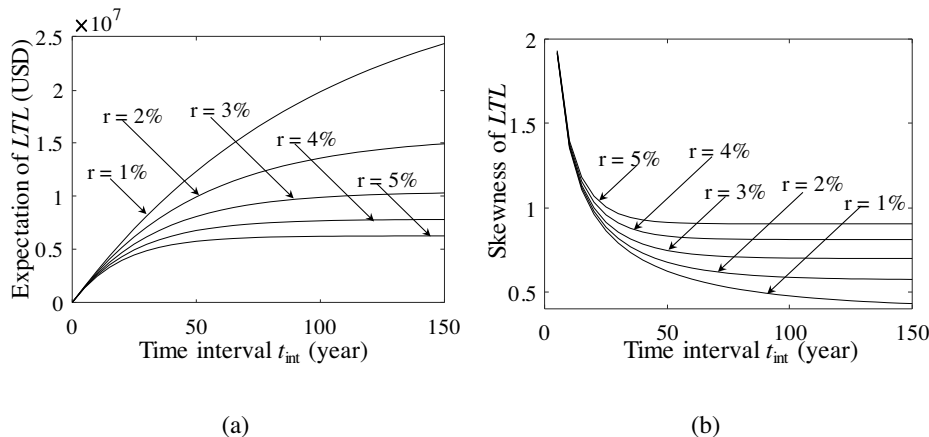 ×10⁷
2.5
2
1.5
1
0.5
0
0
50
100
150
Expectation of LTL (USD)
Time interval t_int (year)
r = 1%
r = 2%
r = 3%
r = 4%
r = 5%
(a)
2
1.5
1
0.5
0
50
100
150
Skewness of LTL
Time interval t_int (year)
r = 5%
r = 4%
r = 3%
r = 2%
r = 1%
(b)